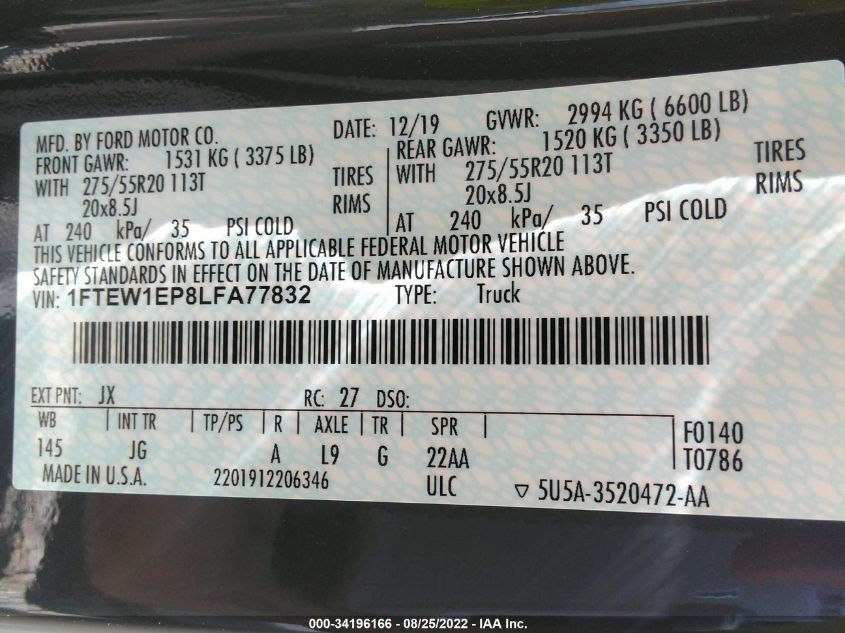 MFD. BY FORD MOTOR CO. DATE: 12/19 GVWR: 2994 KG ( 6600 LB)
FRONT GAWR: 1531 KG ( 3375 LB) REAR GAWR: 1520 KG ( 3350 LB)
WITH 275/55R20 113T TIRES WITH 275/55R20 113T TIRES
20x8.5J RIMS 20x8.5J RIMS
AT 240 kPa/ 35 PSI COLD AT 240 kPa/ 35 PSI COLD
THIS VEHICLE CONFORMS TO ALL APPLICABLE FEDERAL MOTOR VEHICLE
SAFETY STANDARDS IN EFFECT ON THE DATE OF MANUFACTURE SHOWN ABOVE.
VIN: 1FTEW1EP8LFA77832 TYPE: Truck
EXT PNT: JX RC: 27 DSO:
WB INT TR TP/PS R AXLE TR SPR F0140
145 JG A L9 G 22AA T0786
MADE IN U.S.A. 2201912206346 ULC ▽ 5U5A-3520472-AA
000-34196166 - 08/25/2022 - IAA Inc.